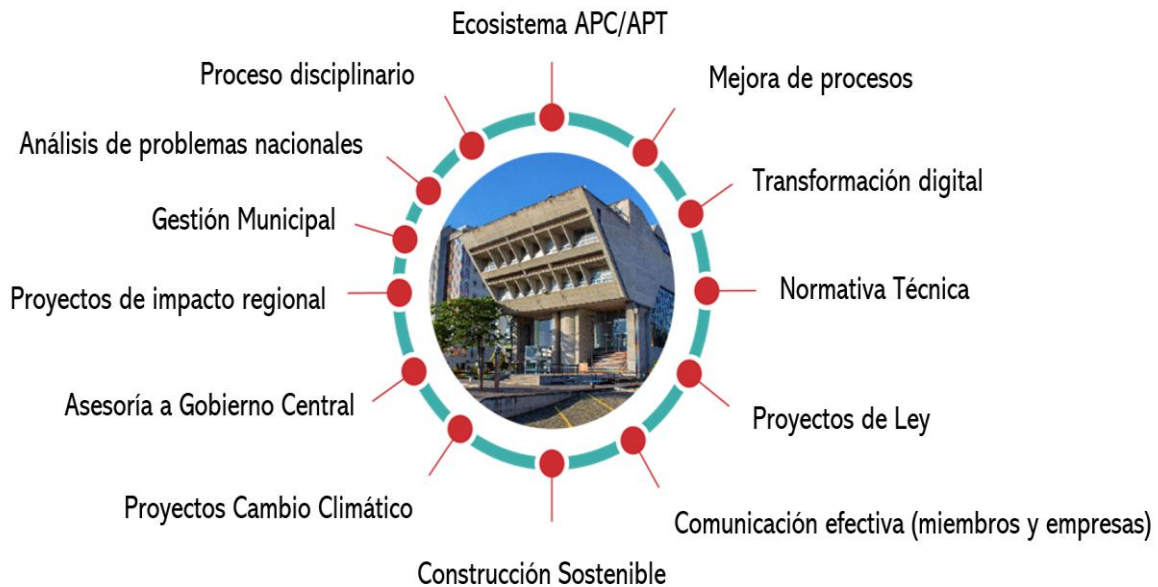 Ecosistema APC/APT
Mejora de procesos
Transformación digital
Normativa Técnica
Proyectos de Ley
Comunicación efectiva (miembros y empresas)
Construcción Sostenible
Proyectos Cambio Climático
Asesoría a Gobierno Central
Proyectos de impacto regional
Gestión Municipal
Análisis de problemas nacionales
Proceso disciplinario